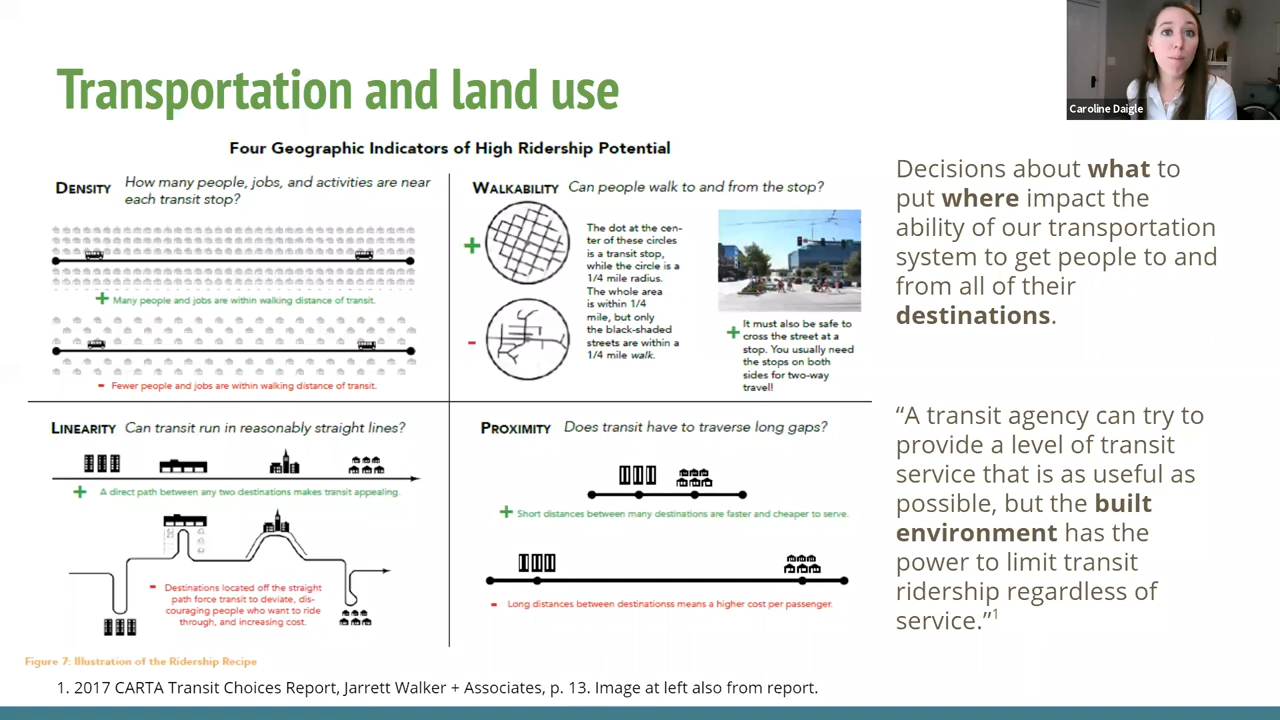 Caroline Daigle
Transportation and land use
Four Geographic Indicators of High Ridership Potential
DENSITY How many people, jobs, and activities are near
each transit stop?
+ Many people and jobs are within walking distance of transit.
- Fewer people and jobs are within walking distance of transit.
WALKABILITY Can people walk to and from the stop?
+
-
The dot at the cen-
ter of these circles
is a transit stop,
while the circle is a
1/4 mile radius.
The whole area
is within 1/4
mile, but only
the black-shaded
streets are within a
1/4 mile walk.
+ It must also be safe to
cross the street at a
stop. You usually need
the stops on both
sides for two-way
travel!
LINEARITY Can transit run in reasonably straight lines?
+ A direct path between any two destinations makes transit appealing.
- Destinations located off the straight
path force transit to deviate, dis-
couraging people who want to ride
through, and increasing cost.
PROXIMITY Does transit have to traverse long gaps?
+ Short distances between many destinations are faster and cheaper to serve.
- Long distances between destinationss means a higher cost per passenger.
Figure 7: Illustration of the Ridership Recipe
Decisions about what to
put where impact the
ability of our transportation
system to get people to and
from all of their
destinations.
“A transit agency can try to
provide a level of transit
service that is as useful as
possible, but the built
environment has the
power to limit transit
ridership regardless of
service.”1
1. 2017 CARTA Transit Choices Report, Jarrett Walker + Associates, p. 13. Image at left also from report.